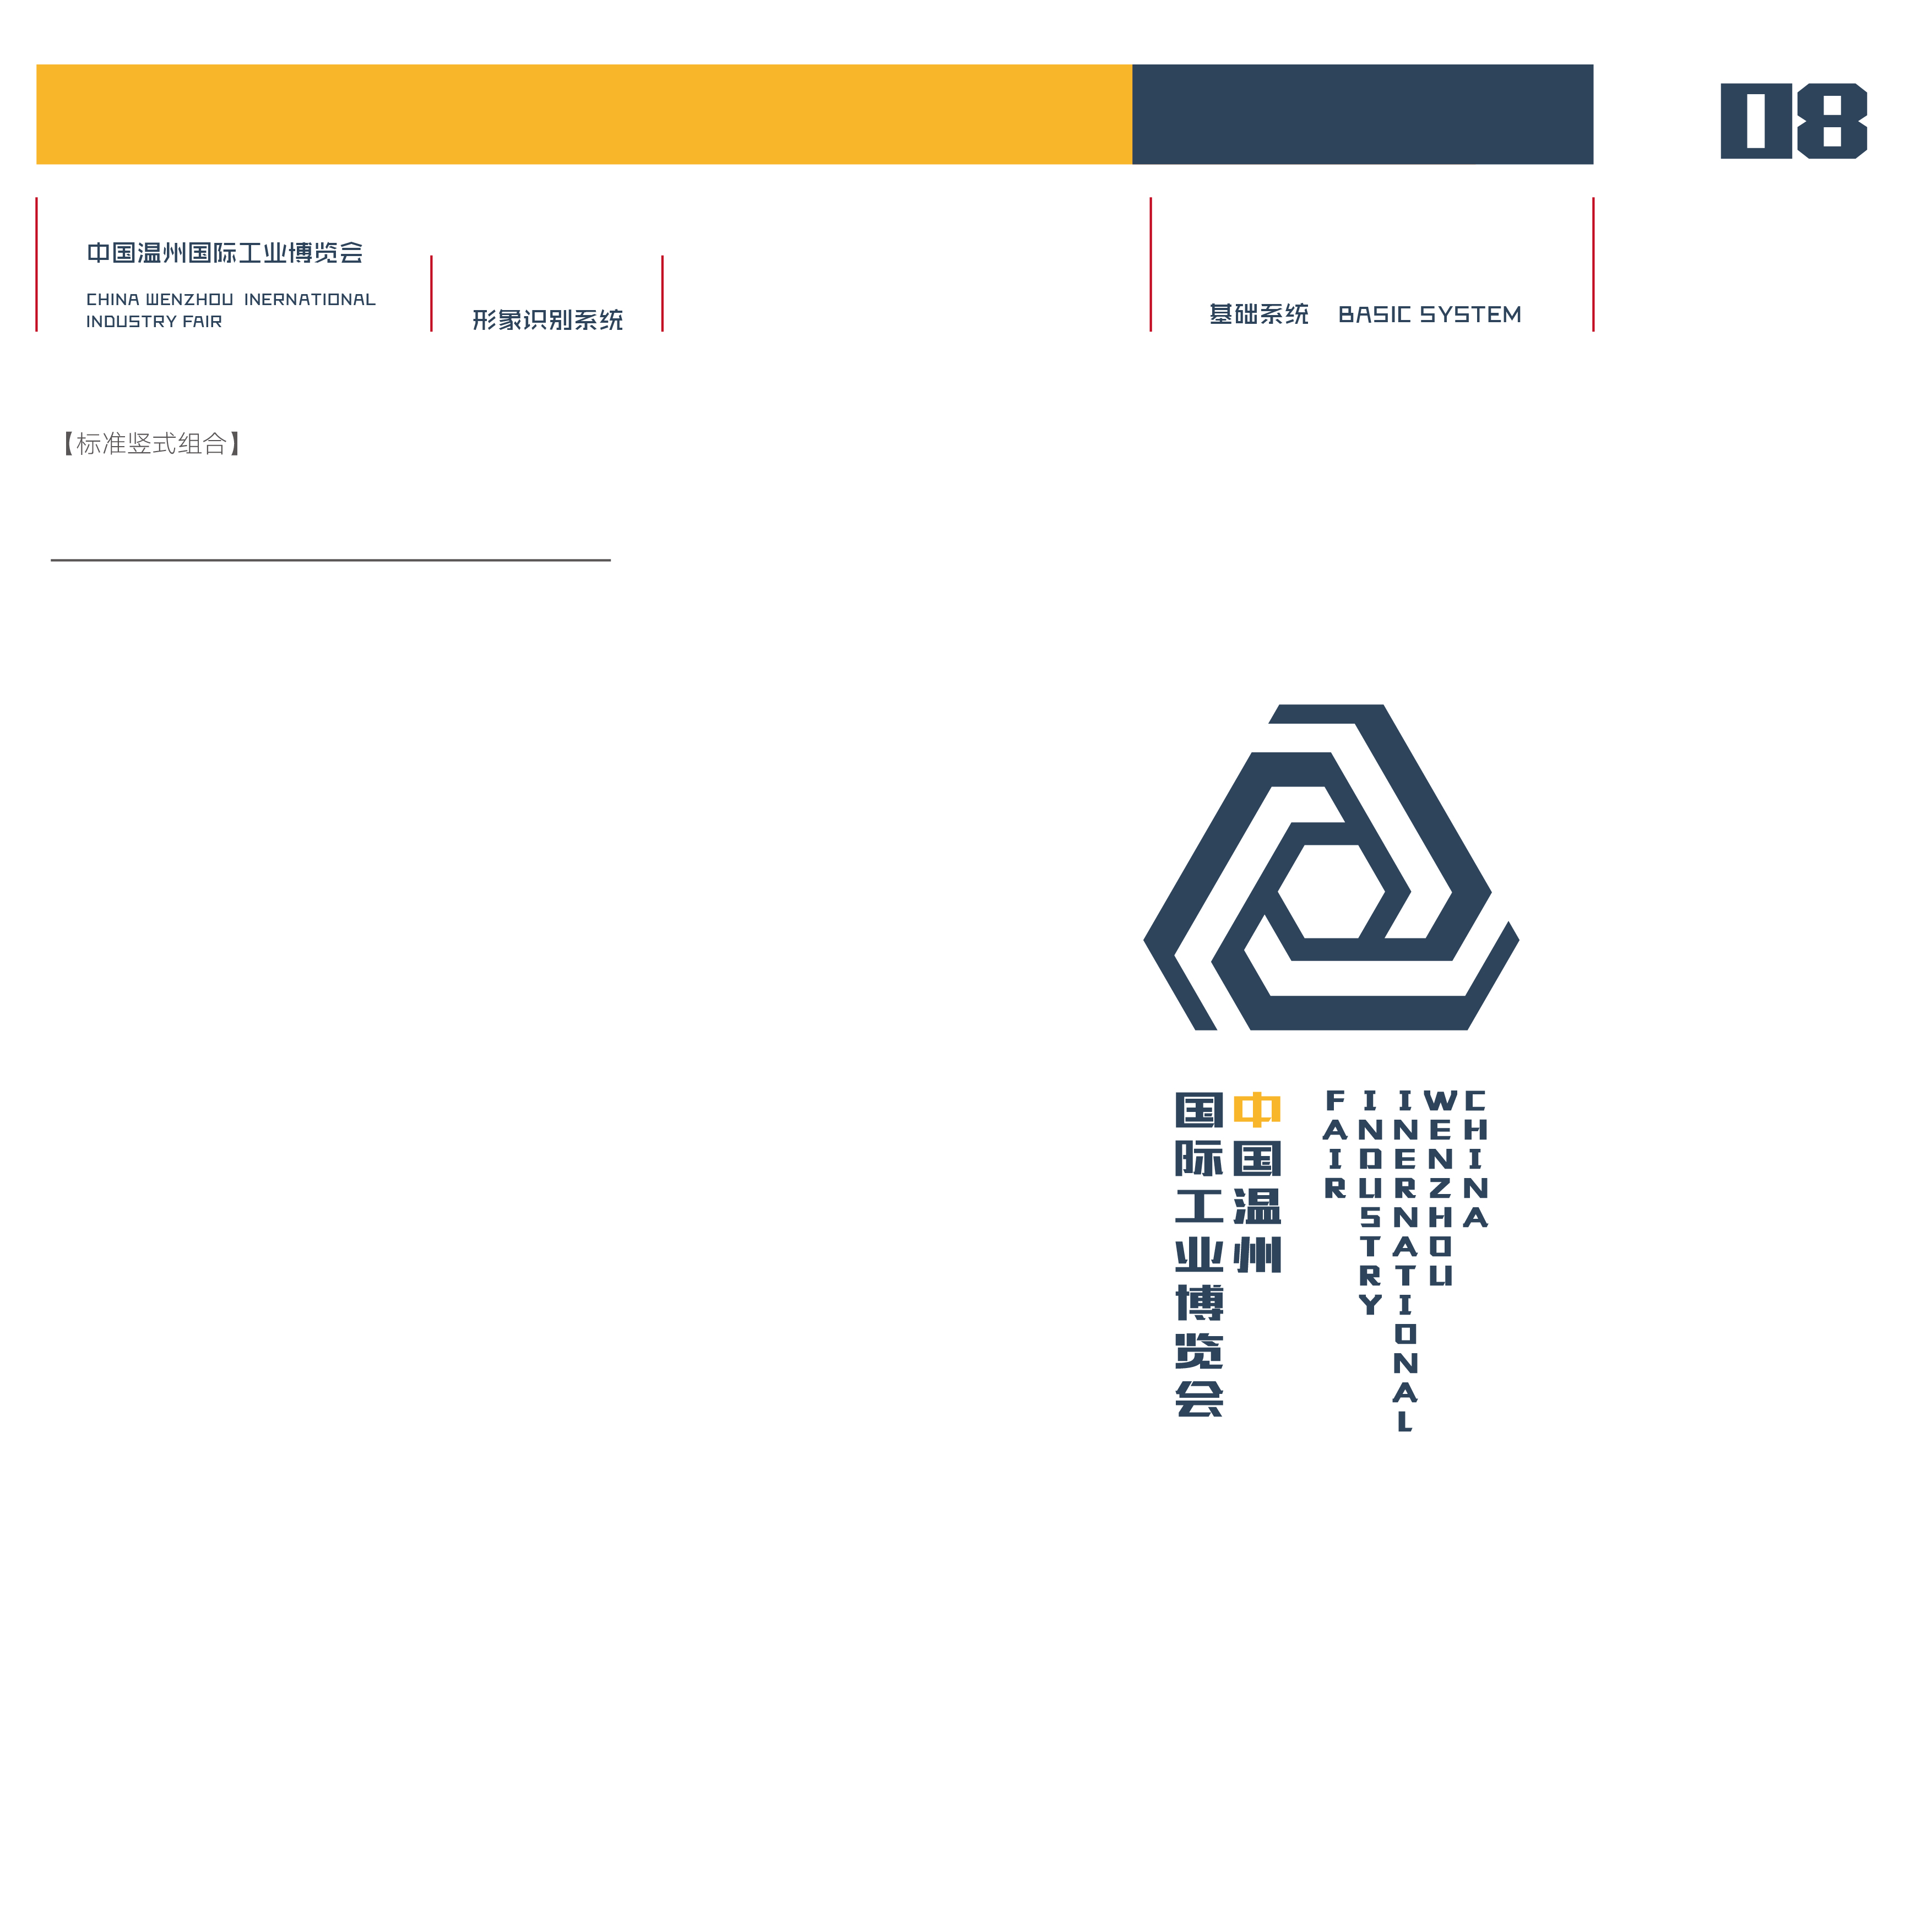 08
中国温州国际工业博览会
CHINA WENZHOU INERNATIONAL
INDUSTRY FAIR
形象识别系统
基础系统 BASIC SYSTEM
【标准竖式组合】
中国温州
国际工业博览会
CHINA
WENZHOU
INERNATIONAL
INDUSTRY
FAIR